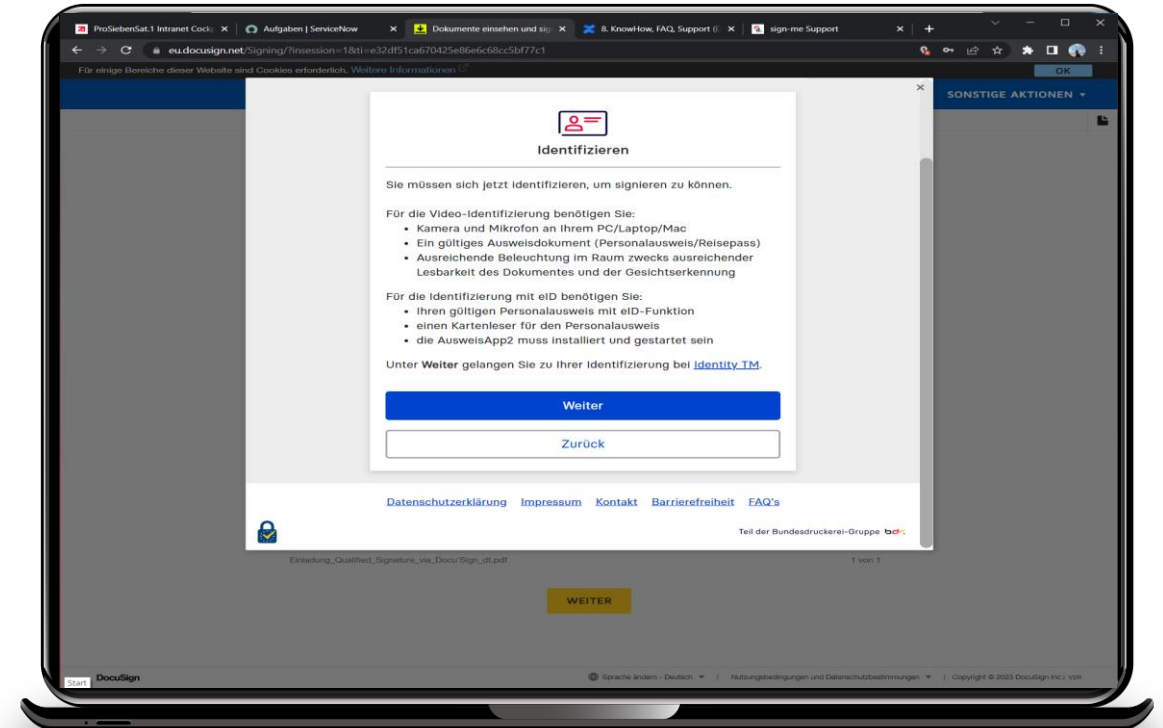 ProSiebenSat.1 Intranet Cock
Aufgaben | ServiceNow
Dokumente einsehen und sig
8. KnowHow, FAQ, Support (
sign-me Support
eu.docusign.net/Signing/?insession=1&ti=e32df51ca670425e86e6c68cc5bf77c1
Für einige Bereiche dieser Website sind Cookies erforderlich. Weitere Informationen
OK
SONSTIGE AKTIONEN
Identifizieren
Sie müssen sich jetzt identifizieren, um signieren zu können.
Für die Video-Identifizierung benötigen Sie:
• Kamera und Mikrofon an Ihrem PC/Laptop/Mac
• Ein gültiges Ausweisdokument (Personalausweis/Reisepass)
• Ausreichende Beleuchtung im Raum zwecks ausreichender
Lesbarkeit des Dokumentes und der Gesichtserkennung
Für die Identifizierung mit eID benötigen Sie:
• Ihren gültigen Personalausweis mit eID-Funktion
• einen Kartenleser für den Personalausweis
• die AusweisApp2 muss installiert und gestartet sein
Unter Weiter gelangen Sie zu Ihrer Identifizierung bei Identity TM.
Weiter
Zurück
Datenschutzerklärung Impressum Kontakt Barrierefreiheit FAQ's
Teil der Bundesdruckerei-Gruppe bdr.
Einladung_Qualified_Signature_via_Docu'Sign_dt.pdf 1 von 1
WEITER
Start
DocuSign
Sprache ändern - Deutsch | Nutzungsbedingungen und Datenschutzbestimmungen | Copyright © 2023 DocuSign Inc.